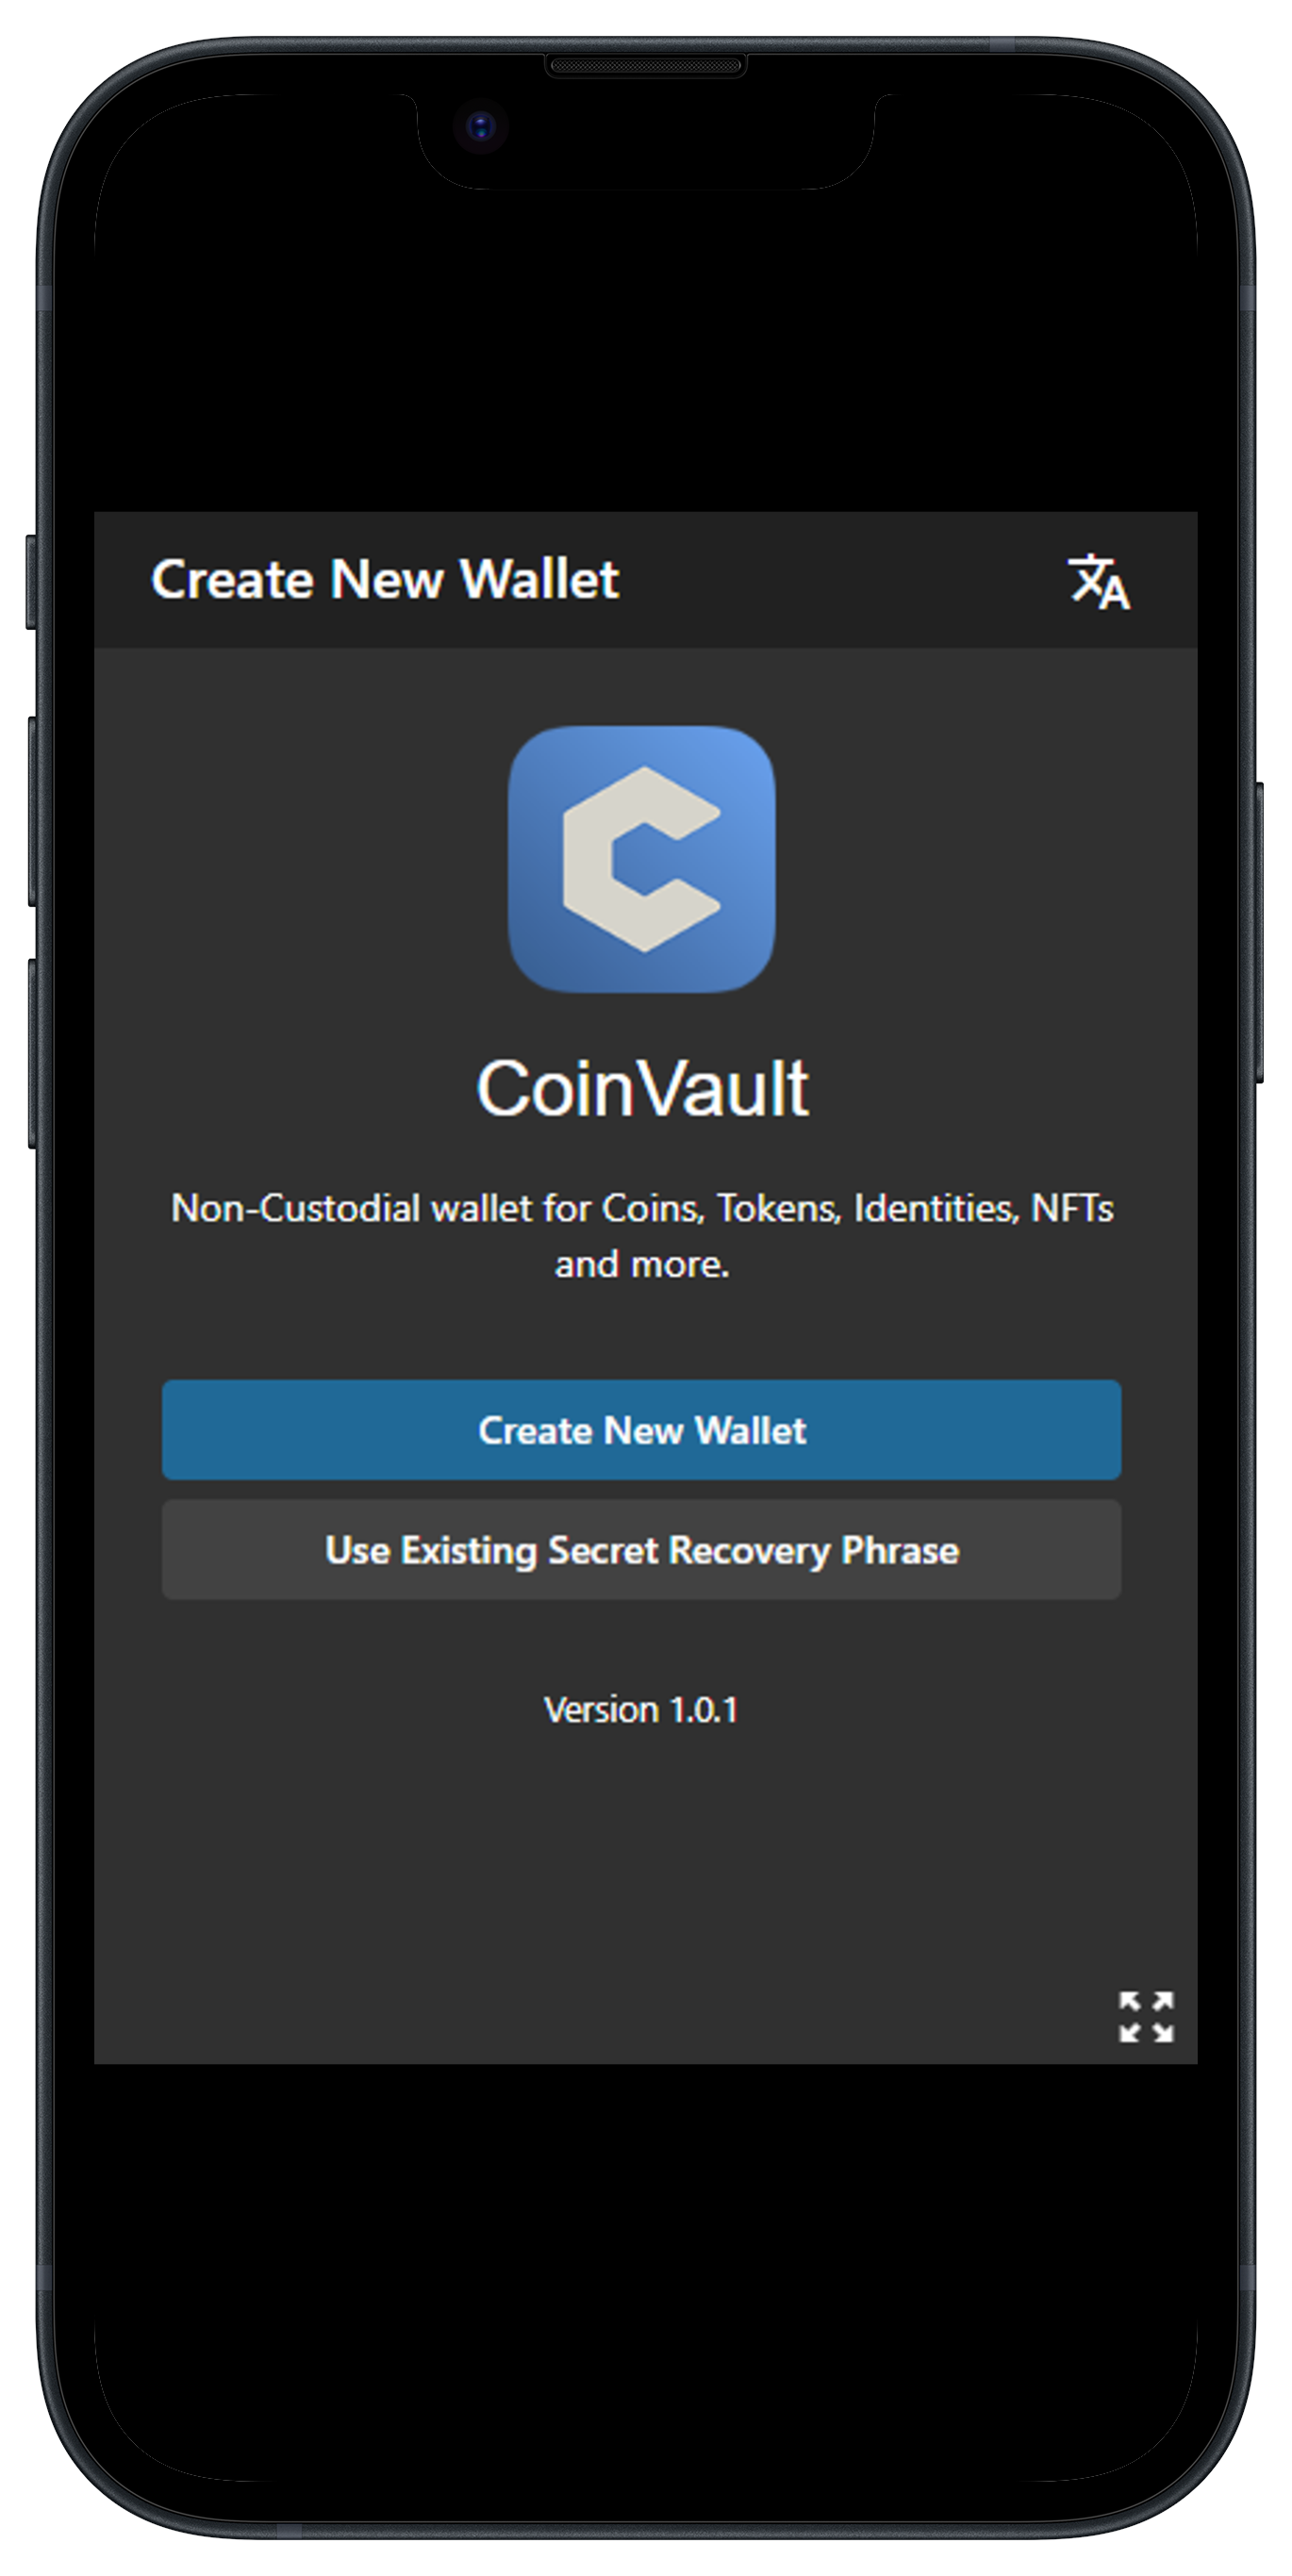 Create New Wallet
CoinVault
Non-Custodial wallet for Coins, Tokens, Identities, NFTs
and more.
Create New Wallet
Use Existing Secret Recovery Phrase
Version 1.0.1